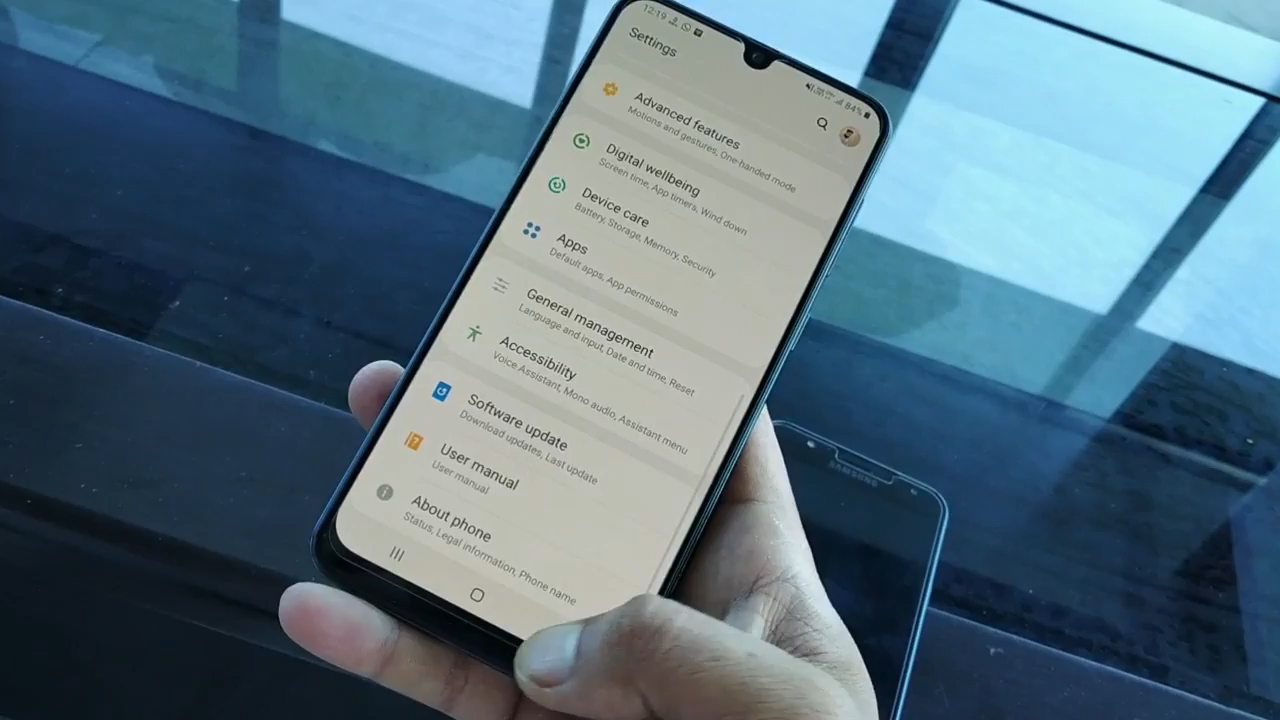 12:19
84%
Settings
Advanced features
Motions and gestures, One-handed mode
Digital wellbeing
Screen time, App timers, Wind down
Device care
Battery, Storage, Memory, Security
Apps
Default apps, App permissions
General management
Language and input, Date and time, Reset
Accessibility
Voice Assistant, Mono audio, Assistant menu
Software update
Download updates, Last update
User manual
User manual
About phone
Status, Legal information, Phone name
SAMSUNG